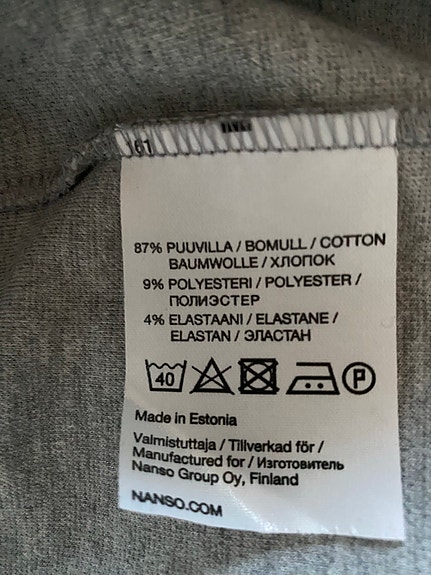 61
87% PUUVILLA / BOMULL / COTTON
BAUMWOLLE / ХЛОПОК
9% POLYESTERI / POLYESTER /
ПОЛИЭСТЕР
4% ELASTAANI / ELASTANE /
ELASTAN / ЭЛАСТАН
40 P
Made in Estonia
Valmistuttaja / Tillverkad för /
Manufactured for / Изготовитель
Nanso Group Oy, Finland
NANSO.COM